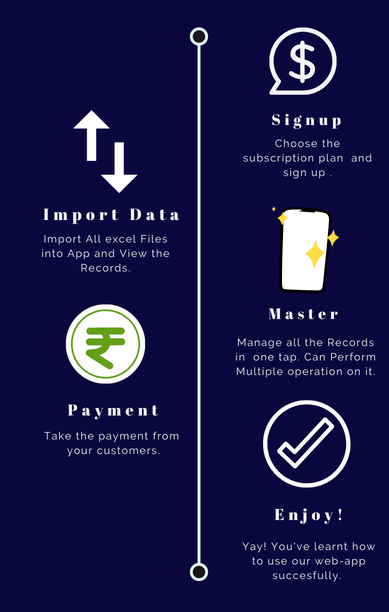 Signup
Choose the
subscription plan and
sign up .
Import Data
Import All excel Files
into App and View the
Records.
Master
Manage all the Records
in one tap. Can Perform
Multiple operation on it.
Payment
Take the payment from
your customers.
Enjoy!
Yay! You've learnt how
to use our web-app
succesfully.